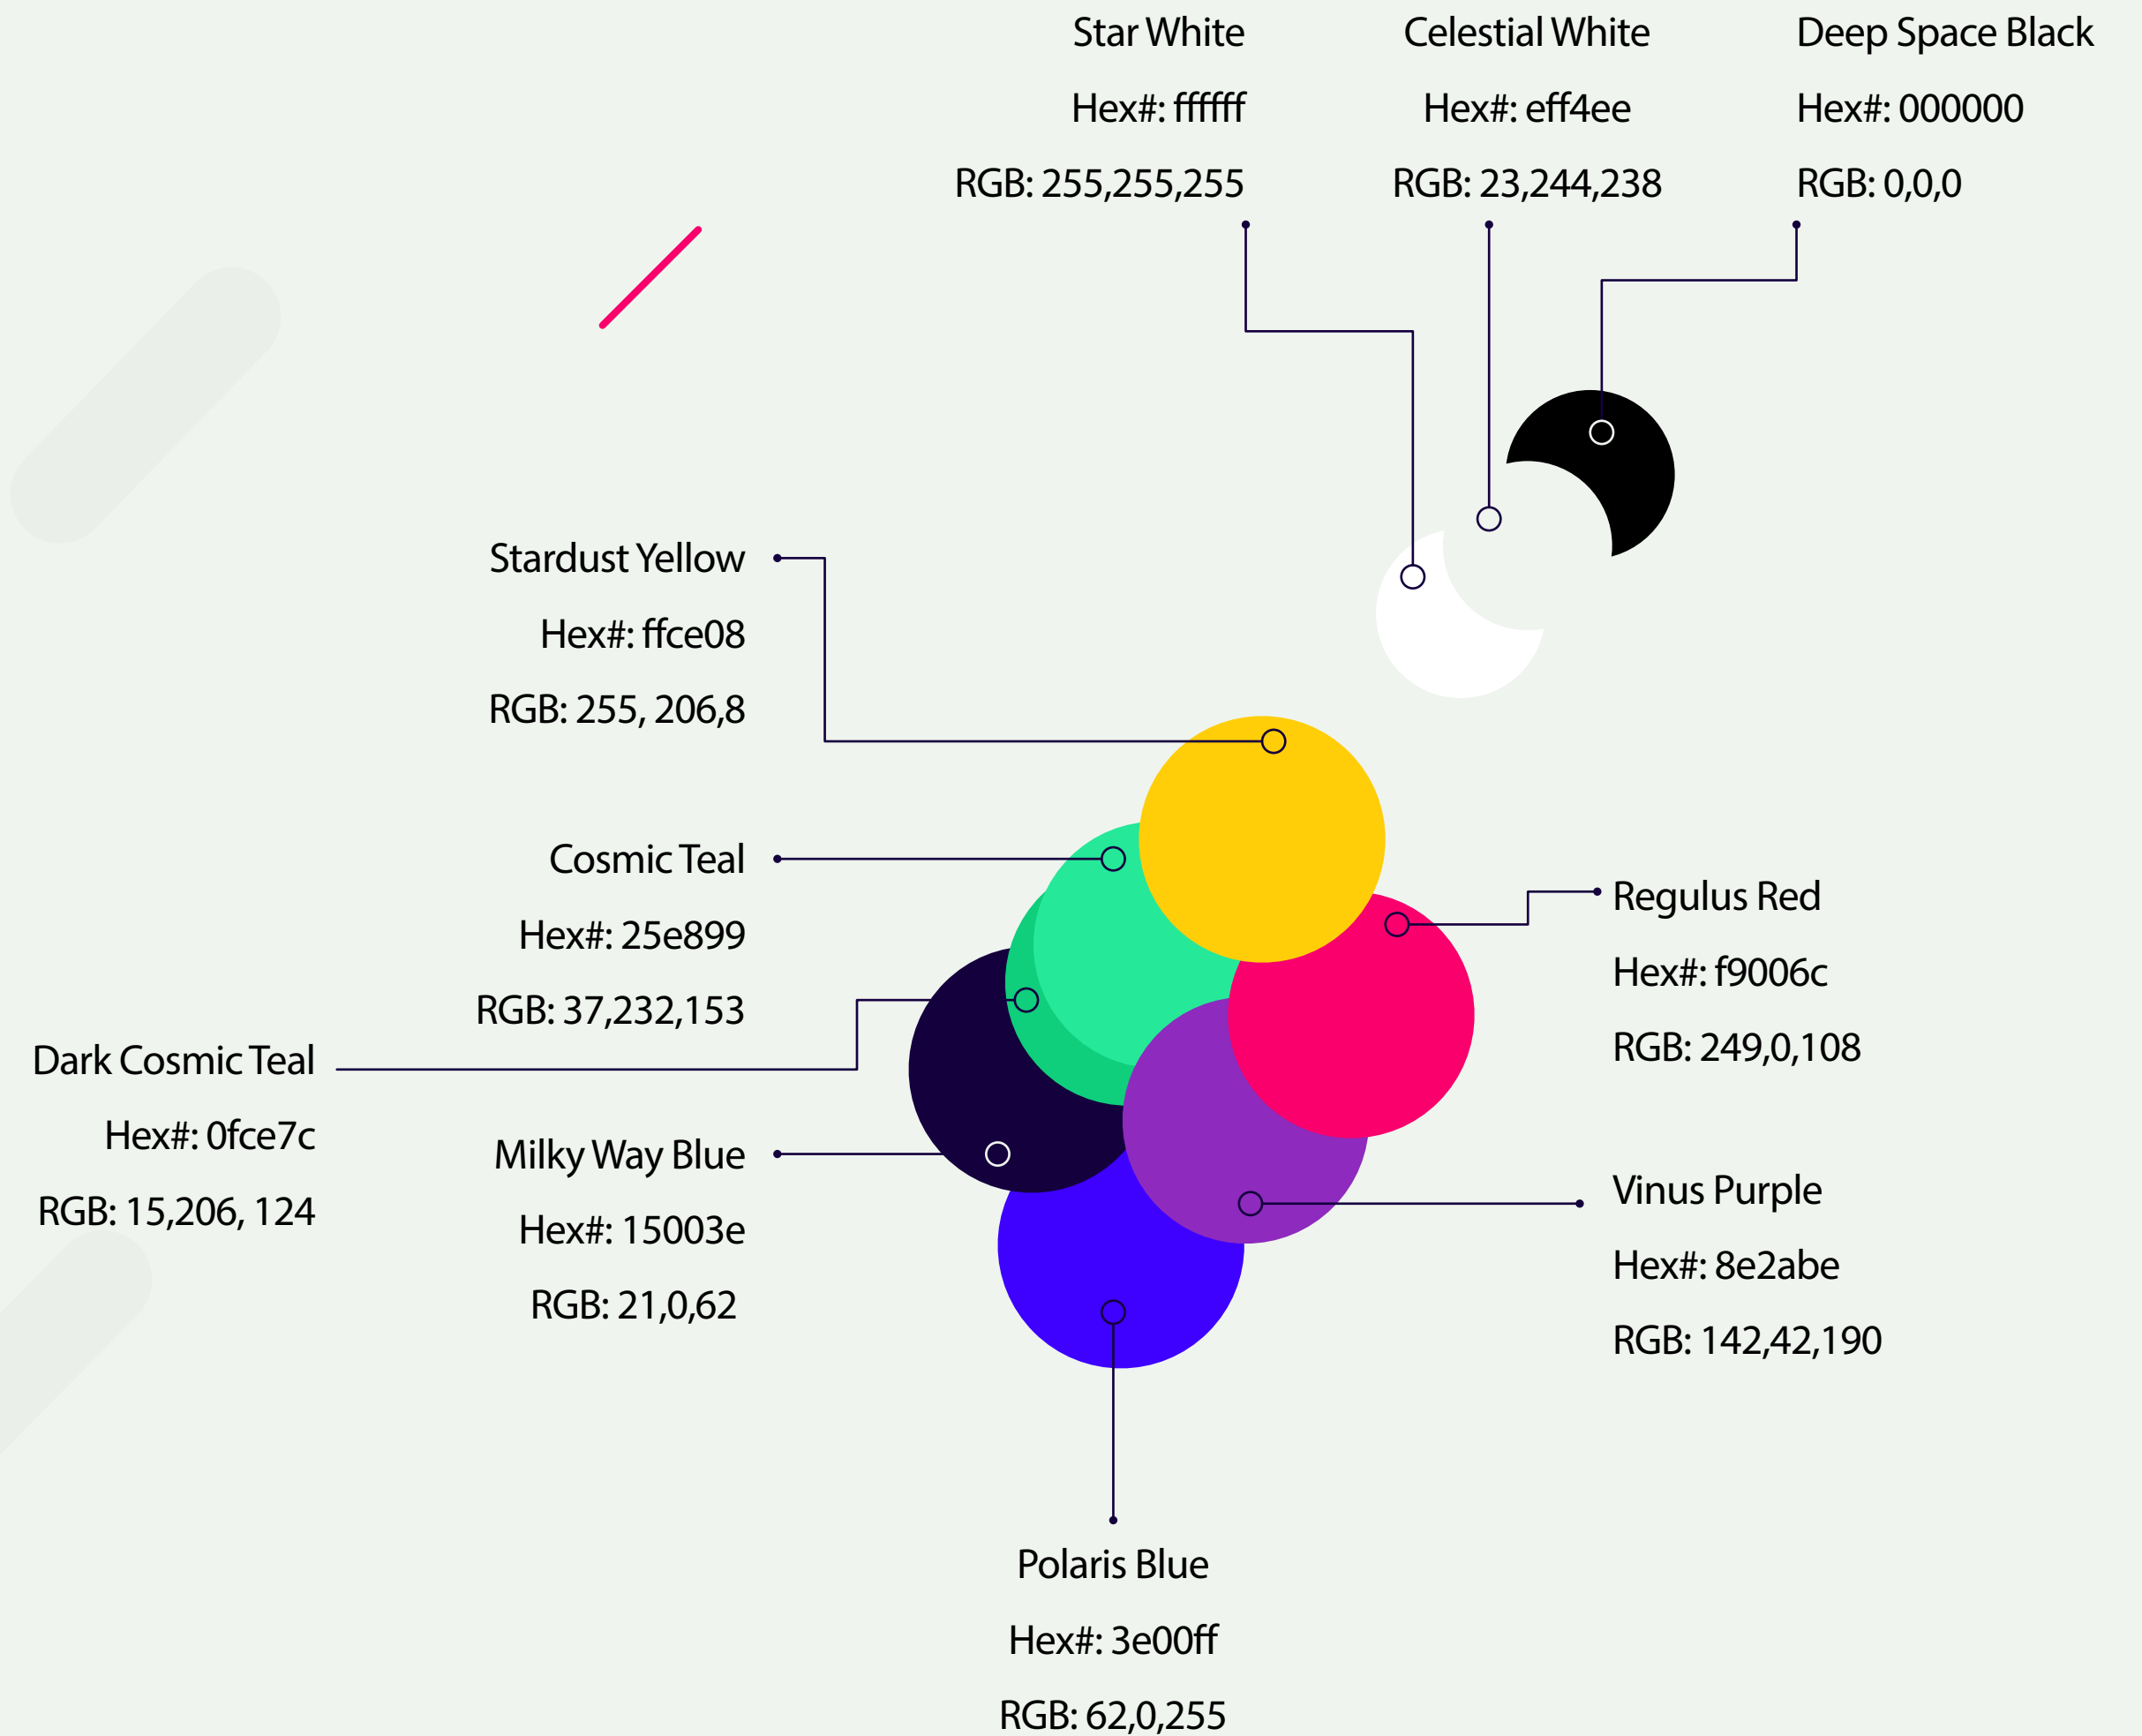 Star White
Hex#: ffffff
RGB: 255,255,255
Celestial White
Hex#: eff4ee
RGB: 23,244,238
Deep Space Black
Hex#: 000000
RGB: 0,0,0
Stardust Yellow
Hex#: ffce08
RGB: 255, 206,8
Cosmic Teal
Hex#: 25e899
RGB: 37,232,153
Regulus Red
Hex#: f9006c
RGB: 249,0,108
Dark Cosmic Teal
Hex#: 0fce7c
RGB: 15,206, 124
Milky Way Blue
Hex#: 15003e
RGB: 21,0,62
Vinus Purple
Hex#: 8e2abe
RGB: 142,42,190
Polaris Blue
Hex#: 3e00ff
RGB: 62,0,255